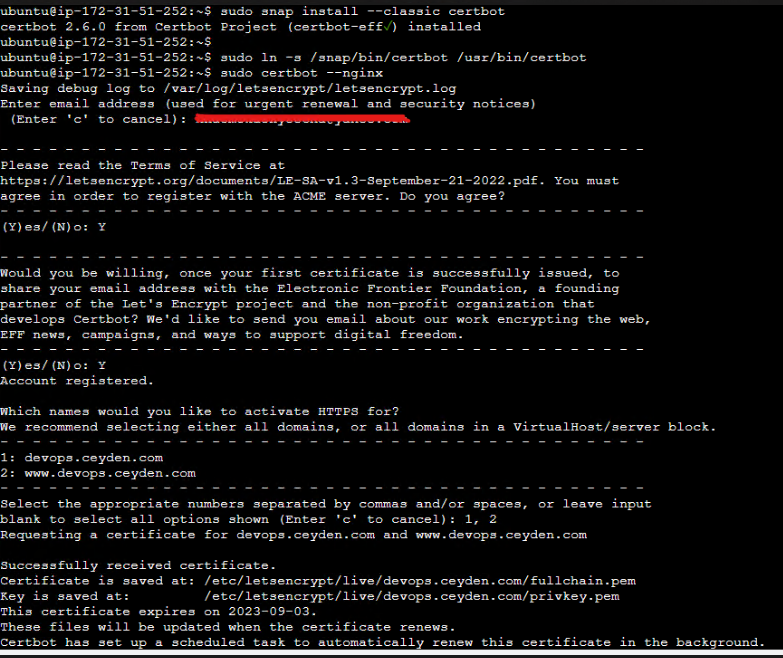 ubuntu@ip-172-31-51-252:~$ sudo snap install --classic certbot
certbot 2.6.0 from Certbot Project (certbot-eff✓) installed
ubuntu@ip-172-31-51-252:~$
ubuntu@ip-172-31-51-252:~$ sudo ln -s /snap/bin/certbot /usr/bin/certbot
ubuntu@ip-172-31-51-252:~$ sudo certbot --nginx
Saving debug log to /var/log/letsencrypt/letsencrypt.log
Enter email address (used for urgent renewal and security notices)
 (Enter 'c' to cancel):

- - - - - - - - - - - - - - - - - - - - - - - - - - - - - - - - - - - - - - - -
Please read the Terms of Service at
https://letsencrypt.org/documents/LE-SA-v1.3-September-21-2022.pdf. You must
agree in order to register with the ACME server. Do you agree?
- - - - - - - - - - - - - - - - - - - - - - - - - - - - - - - - - - - - - - - -
(Y)es/(N)o: Y

- - - - - - - - - - - - - - - - - - - - - - - - - - - - - - - - - - - - - - - -
Would you be willing, once your first certificate is successfully issued, to
share your email address with the Electronic Frontier Foundation, a founding
partner of the Let's Encrypt project and the non-profit organization that
develops Certbot? We'd like to send you email about our work encrypting the web,
EFF news, campaigns, and ways to support digital freedom.
- - - - - - - - - - - - - - - - - - - - - - - - - - - - - - - - - - - - - - - -
(Y)es/(N)o: Y
Account registered.

Which names would you like to activate HTTPS for?
We recommend selecting either all domains, or all domains in a VirtualHost/server block.
- - - - - - - - - - - - - - - - - - - - - - - - - - - - - - - - - - - - - - - -
1: devops.ceyden.com
2: www.devops.ceyden.com
- - - - - - - - - - - - - - - - - - - - - - - - - - - - - - - - - - - - - - - -
Select the appropriate numbers separated by commas and/or spaces, or leave input
blank to select all options shown (Enter 'c' to cancel): 1, 2
Requesting a certificate for devops.ceyden.com and www.devops.ceyden.com

Successfully received certificate.
Certificate is saved at: /etc/letsencrypt/live/devops.ceyden.com/fullchain.pem
Key is saved at:         /etc/letsencrypt/live/devops.ceyden.com/privkey.pem
This certificate expires on 2023-09-03.
These files will be updated when the certificate renews.
Certbot has set up a scheduled task to automatically renew this certificate in the background.